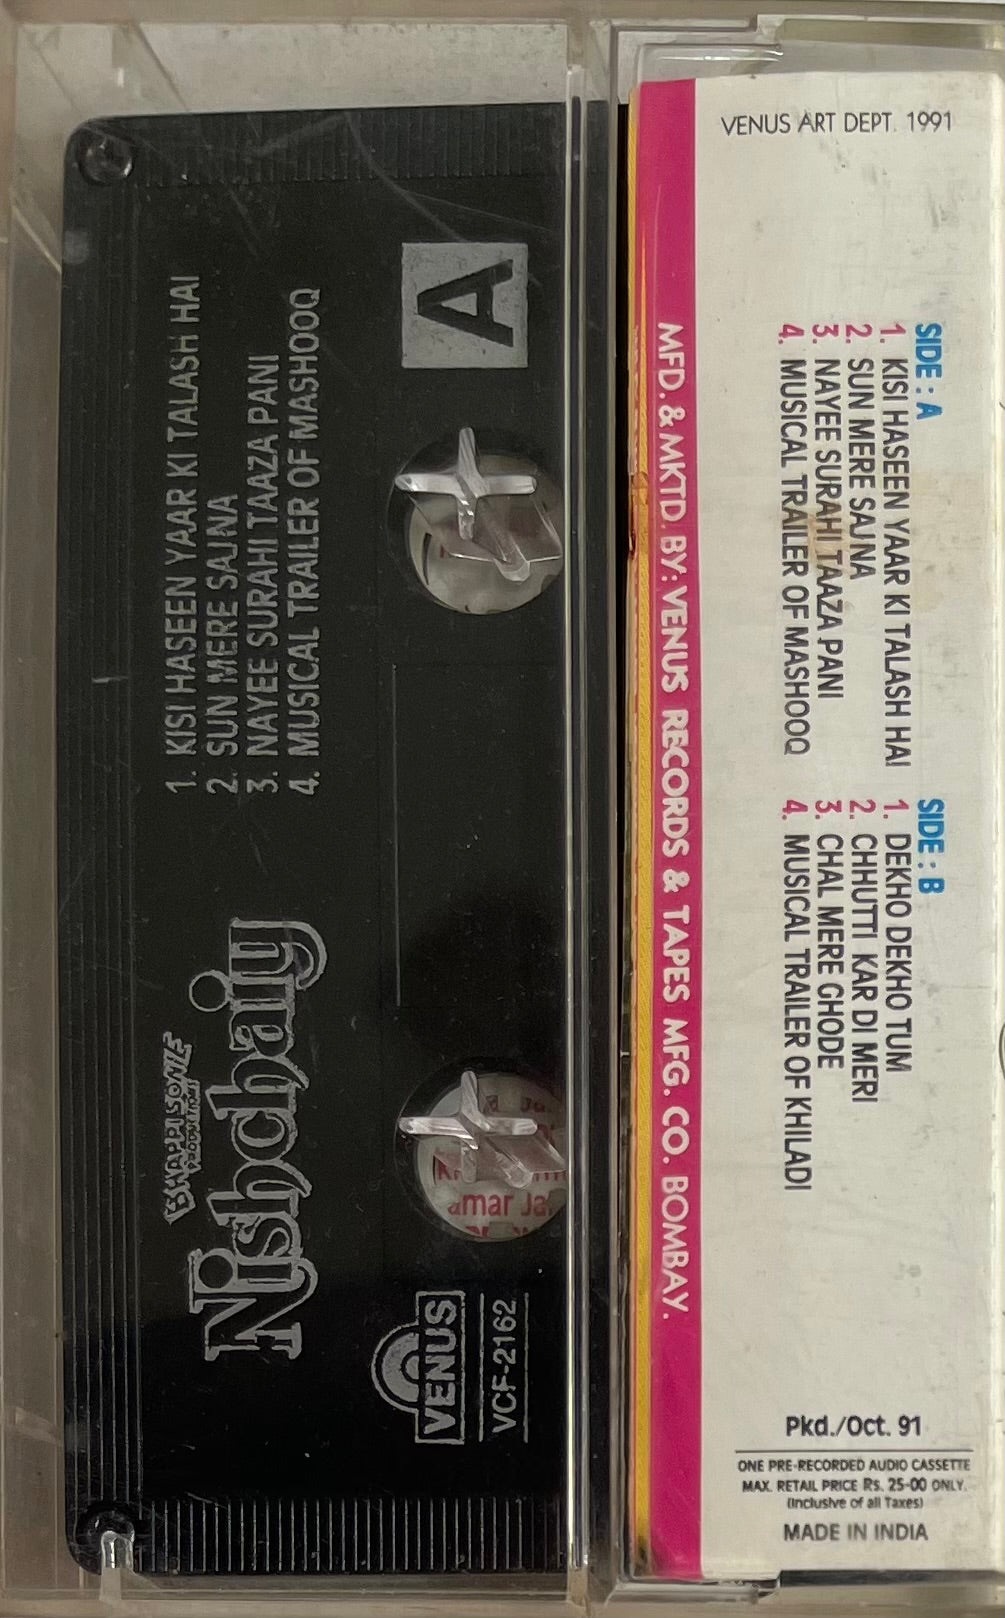 A
1. KISI HASEEN YAAR KI TALASH HAI
2. SUN MERE SAJNA
3. NAYEE SURAHI TAAZA PANI
4. MUSICAL TRAILER OF MASHOOQ
BHAPPISONIE
PRODUCTIONS
Nishchaiy
VENUS
VCF-2162
umar Ja
MFD. & MKTD. BY: VENUS RECORDS & TAPES MFG. CO. BOMBAY.
VENUS ART DEPT. 1991
SIDE : A
1. KISI HASEEN YAAR KI TALASH HAI
2. SUN MERE SAJNA
3. NAYEE SURAHI TAAZA PANI
4. MUSICAL TRAILER OF MASHOOQ
SIDE : B
1. DEKHO DEKHO TUM
2. CHHUTTI KAR DI MERI
3. CHAL MERE GHODE
4. MUSICAL TRAILER OF KHILADI
Pkd./Oct. 91
ONE PRE-RECORDED AUDIO CASSETTE
MAX. RETAIL PRICE Rs. 25-00 ONLY.
(Inclusive of all Taxes)
MADE IN INDIA